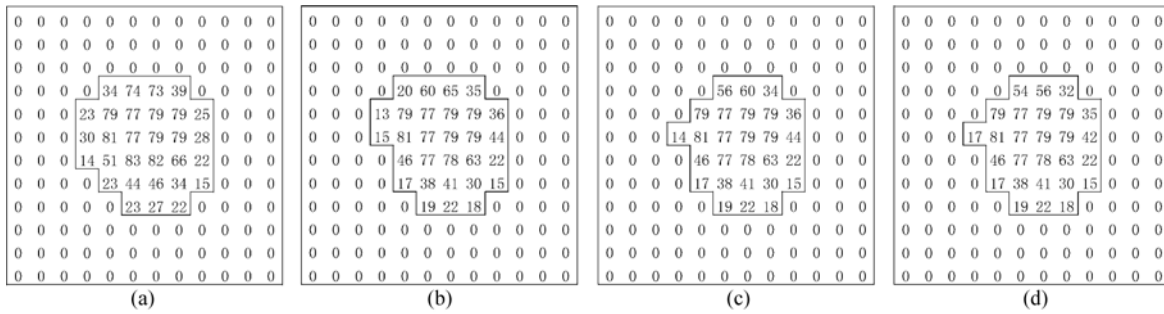 0 0 0 0 0 0 0 0 0 0 0 0
0 0 0 0 0 0 0 0 0 0 0 0
0 0 0 0 0 0 0 0 0 0 0 0
0 0 0 0 34 74 73 39 0 0 0 0
0 0 0 23 79 77 79 79 25 0 0 0
0 0 0 30 81 77 79 79 28 0 0 0
0 0 0 14 51 83 82 66 22 0 0 0
0 0 0 0 23 44 46 34 15 0 0 0
0 0 0 0 0 23 27 22 0 0 0 0
0 0 0 0 0 0 0 0 0 0 0 0
0 0 0 0 0 0 0 0 0 0 0 0
0 0 0 0 0 0 0 0 0 0 0 0
(a)
0 0 0 0 0 0 0 0 0 0 0 0
0 0 0 0 0 0 0 0 0 0 0 0
0 0 0 0 0 0 0 0 0 0 0 0
0 0 0 0 20 60 65 35 0 0 0 0
0 0 0 13 79 77 79 79 36 0 0 0
0 0 0 15 81 77 79 79 44 0 0 0
0 0 0 0 46 77 78 63 22 0 0 0
0 0 0 0 17 38 41 30 15 0 0 0
0 0 0 0 0 19 22 18 0 0 0 0
0 0 0 0 0 0 0 0 0 0 0 0
0 0 0 0 0 0 0 0 0 0 0 0
0 0 0 0 0 0 0 0 0 0 0 0
(b)
0 0 0 0 0 0 0 0 0 0 0 0
0 0 0 0 0 0 0 0 0 0 0 0
0 0 0 0 0 0 0 0 0 0 0 0
0 0 0 0 0 56 60 34 0 0 0 0
0 0 0 0 79 77 79 79 36 0 0 0
0 0 0 14 81 77 79 79 44 0 0 0
0 0 0 0 46 77 78 63 22 0 0 0
0 0 0 0 17 38 41 30 15 0 0 0
0 0 0 0 0 19 22 18 0 0 0 0
0 0 0 0 0 0 0 0 0 0 0 0
0 0 0 0 0 0 0 0 0 0 0 0
0 0 0 0 0 0 0 0 0 0 0 0
(c)
0 0 0 0 0 0 0 0 0 0 0 0
0 0 0 0 0 0 0 0 0 0 0 0
0 0 0 0 0 0 0 0 0 0 0 0
0 0 0 0 0 54 56 32 0 0 0 0
0 0 0 0 79 77 79 79 35 0 0 0
0 0 0 17 81 77 79 79 42 0 0 0
0 0 0 0 46 77 78 63 22 0 0 0
0 0 0 0 17 38 41 30 15 0 0 0
0 0 0 0 0 19 22 18 0 0 0 0
0 0 0 0 0 0 0 0 0 0 0 0
0 0 0 0 0 0 0 0 0 0 0 0
0 0 0 0 0 0 0 0 0 0 0 0
(d)